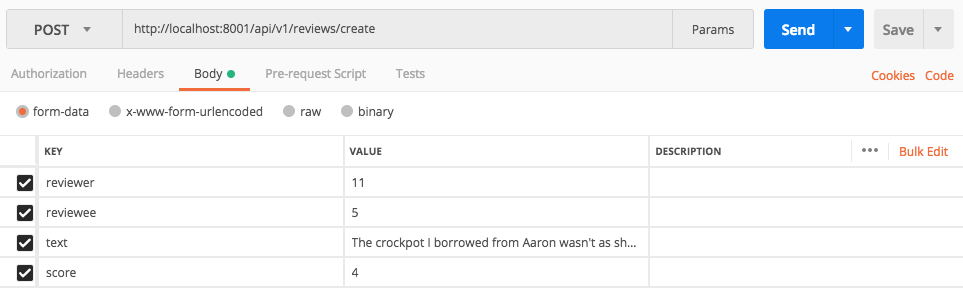 POST http://localhost:8001/api/v1/reviews/create Params Send Save
Authorization Headers Body Pre-request Script Tests Cookies Code
form-data x-www-form-urlencoded raw binary
KEY VALUE DESCRIPTION ••• Bulk Edit
reviewer 11
reviewee 5
text The crockpot I borrowed from Aaron wasn't as sh...
score 4